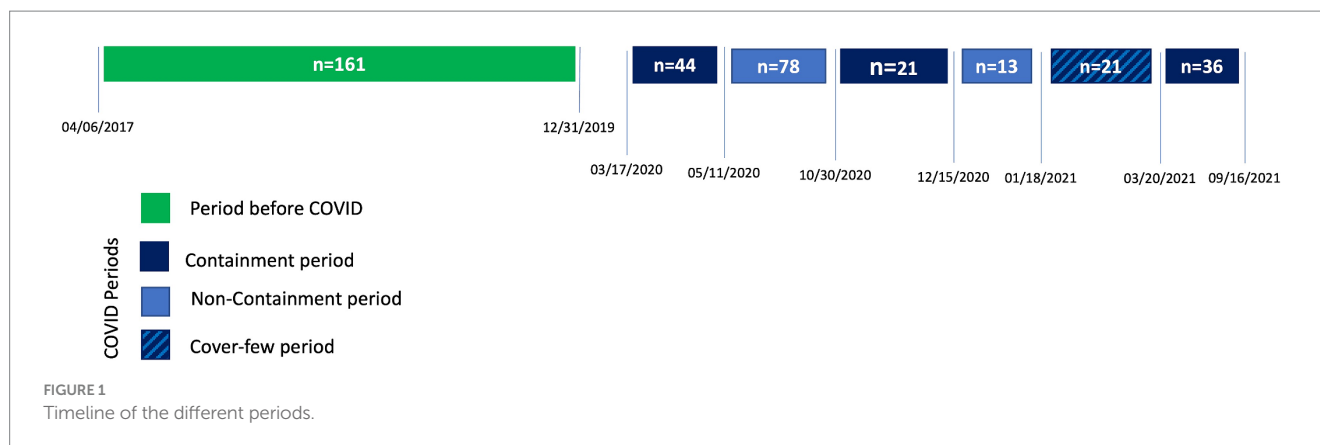 n=161
n=44
n=78
n=21
n=13
n=21
n=36
04/06/2017
12/31/2019
03/17/2020
05/11/2020
10/30/2020
12/15/2020
01/18/2021
03/20/2021
09/16/2021
Period before COVID
COVID Periods
Containment period
Non-Containment period
Cover-few period
FIGURE 1
Timeline of the different periods.